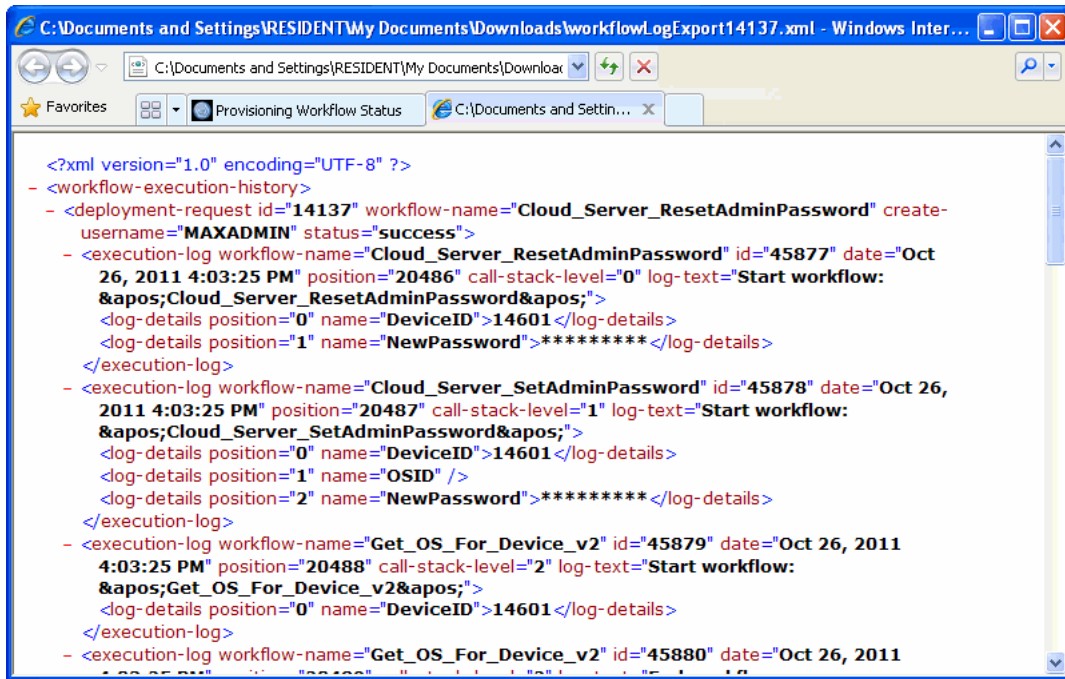 C:\Documents and Settings\RESIDENT\My Documents\Downloads\workflowLogExport14137.xml - Windows Inter...
C:\Documents and Settings\RESIDENT\My Documents\Downloa
Favorites Provisioning Workflow Status C:\Documents and Settin... X
<?xml version="1.0" encoding="UTF-8" ?>
- <workflow-execution-history>
- <deployment-request id="14137" workflow-name="Cloud_Server_ResetAdminPassword" create-
username="MAXADMIN" status="success">
- <execution-log workflow-name="Cloud_Server_ResetAdminPassword" id="45877" date="Oct
26, 2011 4:03:25 PM" position="20486" call-stack-level="0" log-text="Start workflow:
&apos;Cloud_Server_ResetAdminPassword&apos;">
<log-details position="0" name="DeviceID">14601</log-details>
<log-details position="1" name="NewPassword">*********</log-details>
</execution-log>
- <execution-log workflow-name="Cloud_Server_SetAdminPassword" id="45878" date="Oct 26,
2011 4:03:25 PM" position="20487" call-stack-level="1" log-text="Start workflow:
&apos;Cloud_Server_SetAdminPassword&apos;">
<log-details position="0" name="DeviceID">14601</log-details>
<log-details position="1" name="OSID" />
<log-details position="2" name="NewPassword">*********</log-details>
</execution-log>
- <execution-log workflow-name="Get_OS_For_Device_v2" id="45879" date="Oct 26, 2011
4:03:25 PM" position="20488" call-stack-level="2" log-text="Start workflow:
&apos;Get_OS_For_Device_v2&apos;">
<log-details position="0" name="DeviceID">14601</log-details>
</execution-log>
- <execution-log workflow-name="Get_OS_For_Device_v2" id="45880" date="Oct 26, 2011